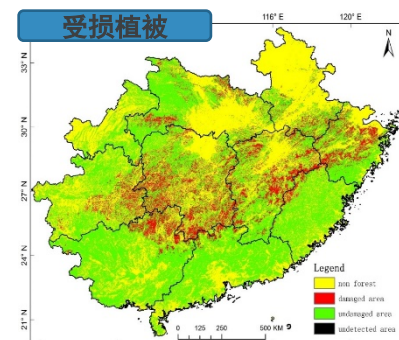 受损植被
116° E 120° E
N
33° N
30° N
27° N
24° N
21° N
Legend
non forest
damaged area
undamaged area
undetected area
0 125 250 500 KM